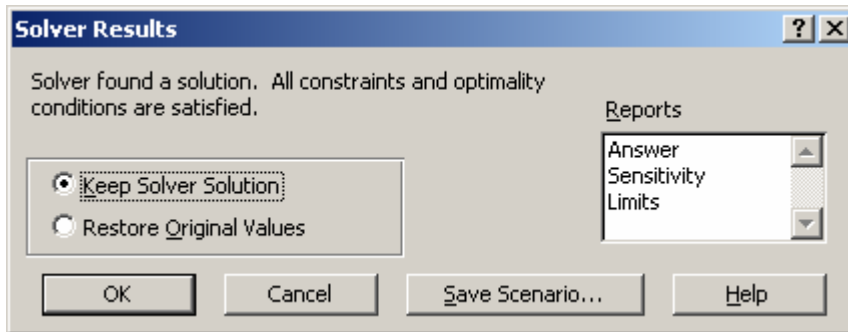 Solver Results
Solver found a solution. All constraints and optimality
conditions are satisfied.
Reports
Answer
Sensitivity
Limits
Keep Solver Solution
Restore Original Values
OK
Cancel
Save Scenario...
Help